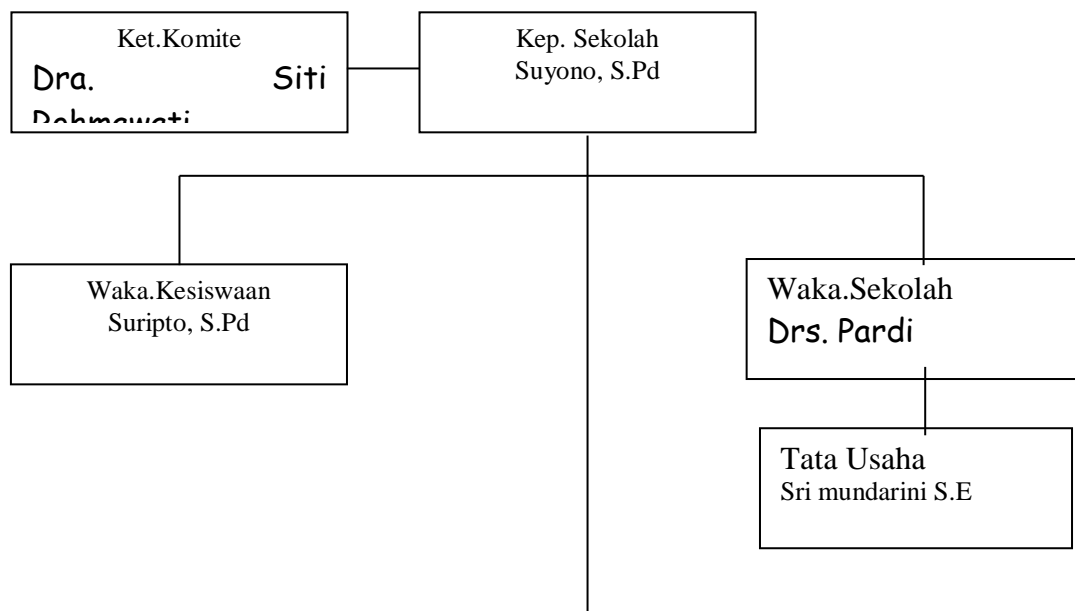 Ket.Komite
Dra. Siti
Kep. Sekolah
Suyono, S.Pd
Waka.Kesiswaan
Suripto, S.Pd
Waka.Sekolah
Drs. Pardi
Tata Usaha
Sri mundarini S.E